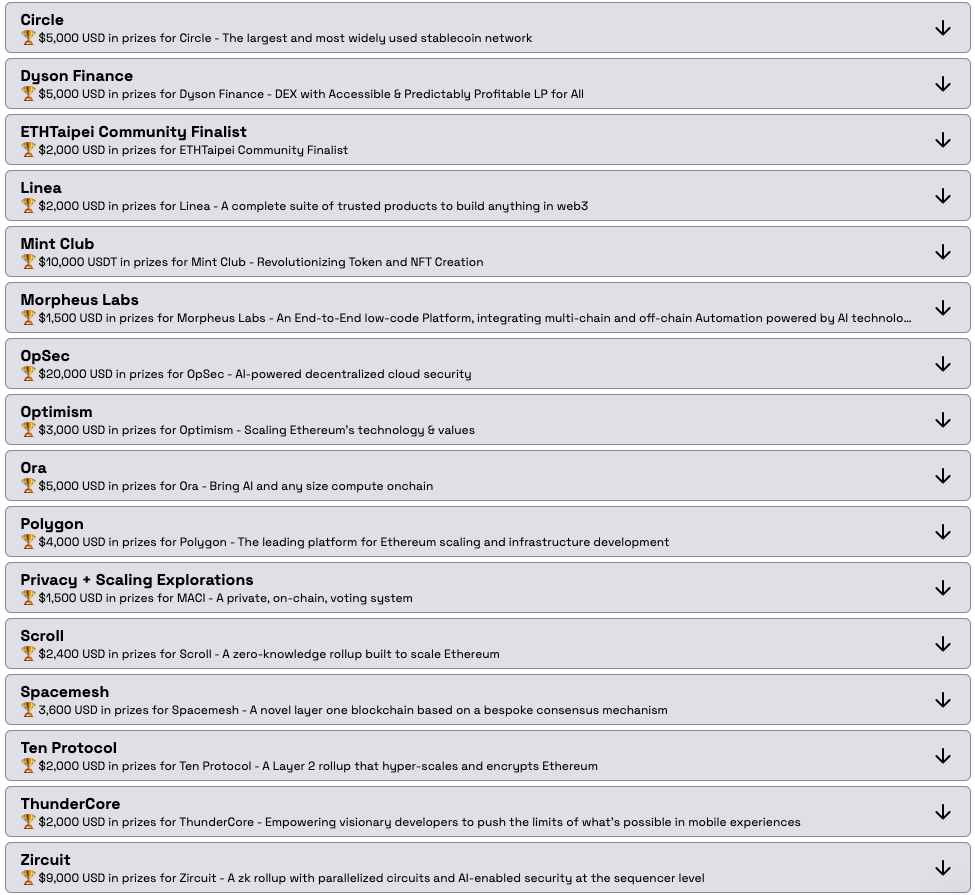 Circle
🏆 $5,000 USD in prizes for Circle - The largest and most widely used stablecoin network
Dyson Finance
🏆 $5,000 USD in prizes for Dyson Finance - DEX with Accessible & Predictably Profitable LP for All
ETHTaipei Community Finalist
🏆 $2,000 USD in prizes for ETHTaipei Community Finalist
Linea
🏆 $2,000 USD in prizes for Linea - A complete suite of trusted products to build anything in web3
Mint Club
🏆 $10,000 USDT in prizes for Mint Club - Revolutionizing Token and NFT Creation
Morpheus Labs
🏆 $1,500 USD in prizes for Morpheus Labs - An End-to-End low-code Platform, integrating multi-chain and off-chain Automation powered by AI technolo...
OpSec
🏆 $20,000 USD in prizes for OpSec - AI-powered decentralized cloud security
Optimism
🏆 $3,000 USD in prizes for Optimism - Scaling Ethereum's technology & values
Ora
🏆 $5,000 USD in prizes for Ora - Bring AI and any size compute onchain
Polygon
🏆 $4,000 USD in prizes for Polygon - The leading platform for Ethereum scaling and infrastructure development
Privacy + Scaling Explorations
🏆 $1,500 USD in prizes for MACI - A private, on-chain, voting system
Scroll
🏆 $2,400 USD in prizes for Scroll - A zero-knowledge rollup built to scale Ethereum
Spacemesh
🏆 3,600 USD in prizes for Spacemesh - A novel layer one blockchain based on a bespoke consensus mechanism
Ten Protocol
🏆 $2,000 USD in prizes for Ten Protocol - A Layer 2 rollup that hyper-scales and encrypts Ethereum
ThunderCore
🏆 $2,000 USD in prizes for ThunderCore - Empowering visionary developers to push the limits of what's possible in mobile experiences
Zircuit
🏆 $9,000 USD in prizes for Zircuit - A zk rollup with parallelized circuits and AI-enabled security at the sequencer level